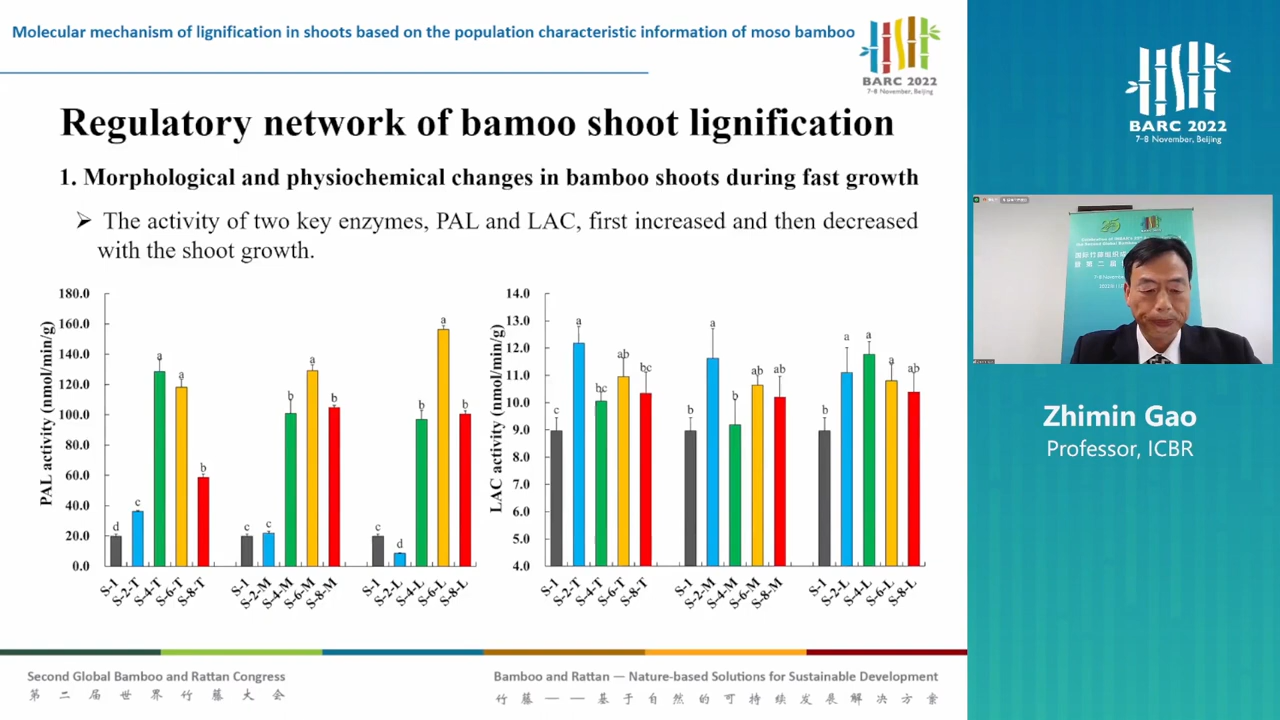 Molecular mechanism of lignification in shoots based on the population characteristic information of moso bamboo
BARC 2022
7-8 November, Beijing
Regulatory network of bamoo shoot lignification
1. Morphological and physiochemical changes in bamboo shoots during fast growth
➢ The activity of two key enzymes, PAL and LAC, first increased and then decreased
with the shoot growth.
PAL activity (nmol/min/g)
180.0
160.0
140.0
120.0
100.0
80.0
60.0
40.0
20.0
0.0
d c a a b
c c b a b
c d b a b
S-1 S-2-T S-4-T S-6-T S-8-T
S-1 S-2-M S-4-M S-6-M S-8-M
S-1 S-2-L S-4-L S-6-L S-8-L
LAC activity (nmol/min/g)
14.0
13.0
12.0
11.0
10.0
9.0
8.0
7.0
6.0
5.0
4.0
c a bc ab bc
b a b ab ab
b a a a ab
S-1 S-2-T S-4-T S-6-T S-8-T
S-1 S-2-M S-4-M S-6-M S-8-M
S-1 S-2-L S-4-L S-6-L S-8-L
Second Global Bamboo and Rattan Congress
第二届世界竹藤大会
Bamboo and Rattan — Nature-based Solutions for Sustainable Development
竹藤——基于自然的可持续发展解决方案
BARC 2022
7-8 November, Beijing
Zhimin Gao
Professor, ICBR